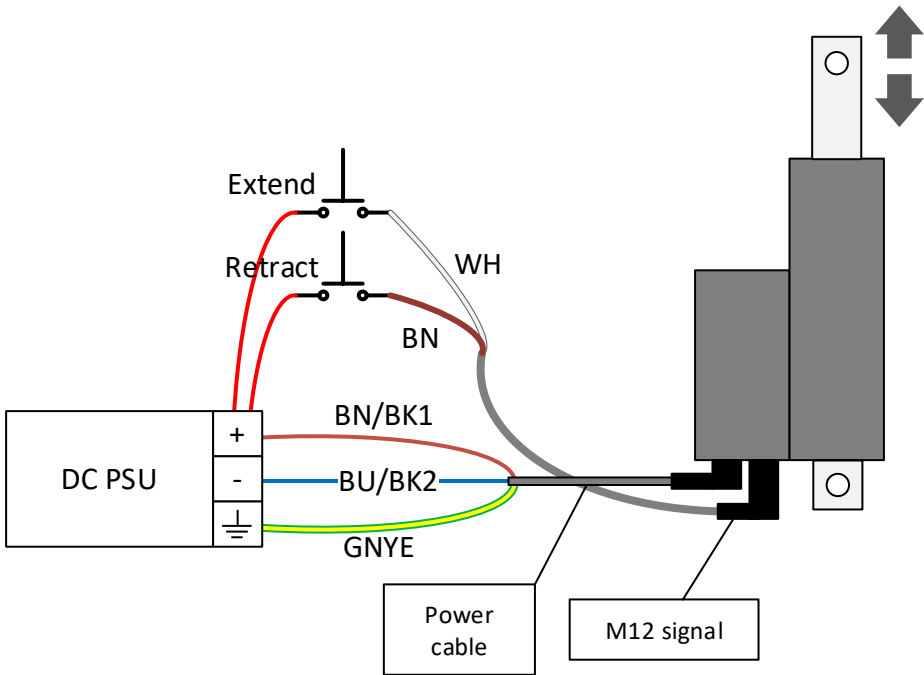 Extend
Retract
WH
BN
BN/BK1
DC PSU
+
-
BU/BK2
GNYE
Power
cable
M12 signal